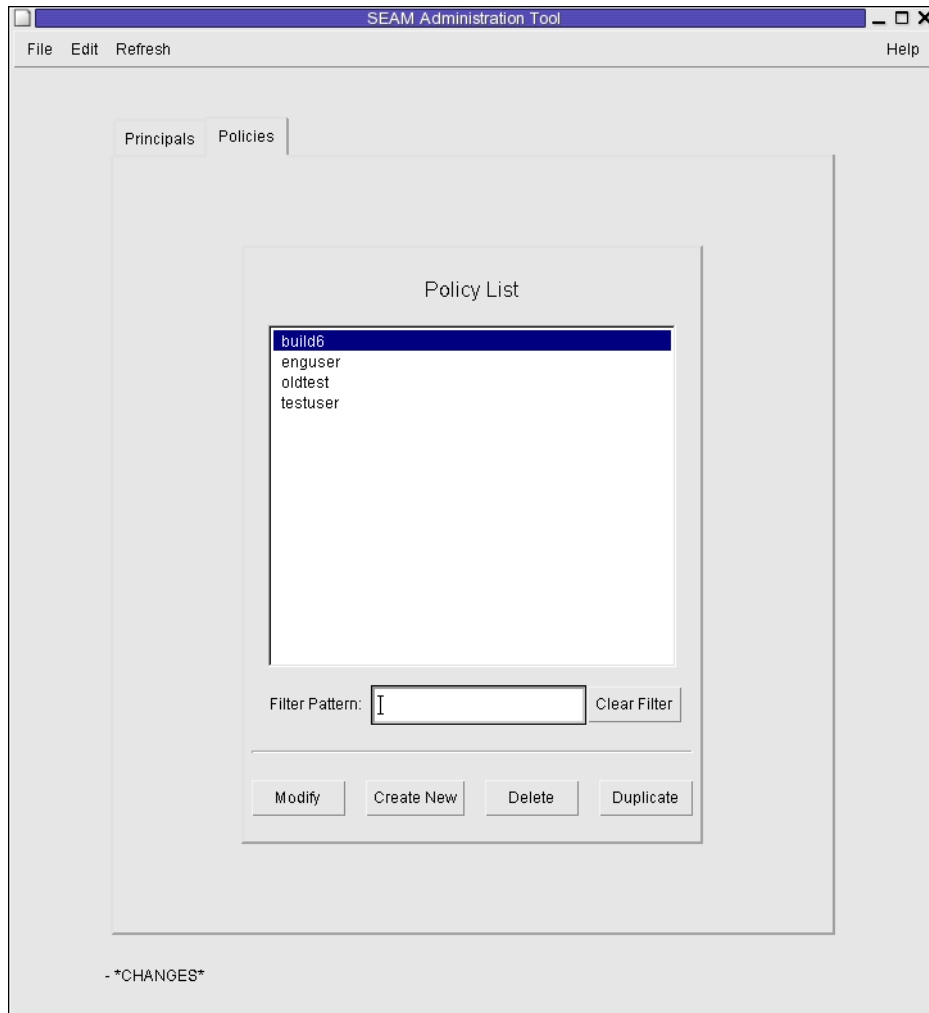 SEAM Administration Tool
File Edit Refresh Help
Principals Policies
Policy List
build6
enguser
oldtest
testuser
Filter Pattern: Clear Filter
Modify Create New Delete Duplicate
- *CHANGES*